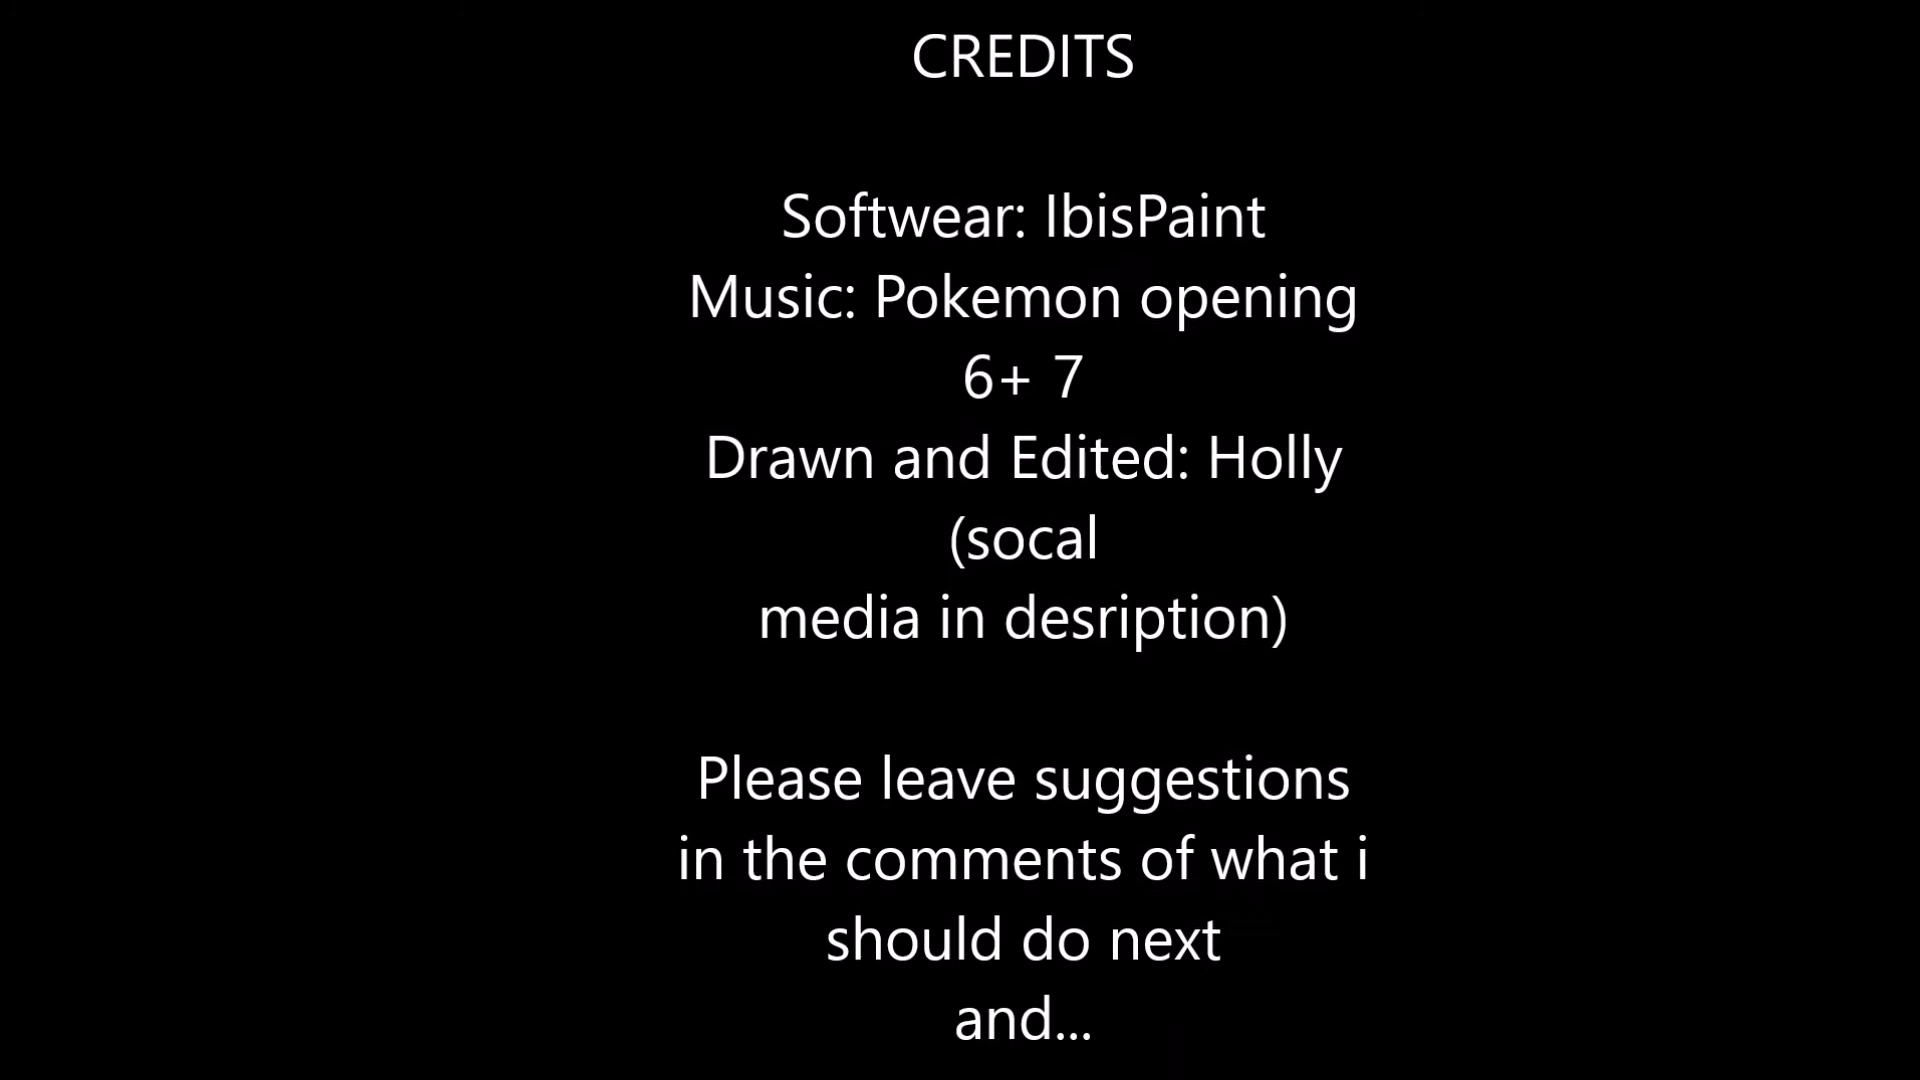 CREDITS
Softwear: IbisPaint
Music: Pokemon opening
6+ 7
Drawn and Edited: Holly
(socal
media in desription)
Please leave suggestions
in the comments of what i
should do next
and...